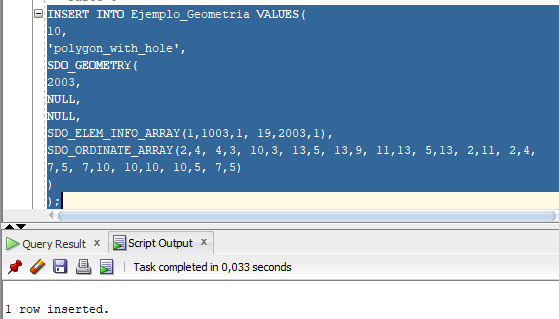 INSERT INTO Ejemplo_Geometria VALUES(
10,
'polygon_with_hole',
SDO_GEOMETRY(
2003,
NULL,
NULL,
SDO_ELEM_INFO_ARRAY(1,1003,1, 19,2003,1),
SDO_ORDINATE_ARRAY(2,4, 4,3, 10,3, 13,5, 13,9, 11,13, 5,13, 2,11, 2,4,
7,5, 7,10, 10,10, 10,5, 7,5)
)
);
Query Result x Script Output x
Task completed in 0,033 seconds
1 row inserted.